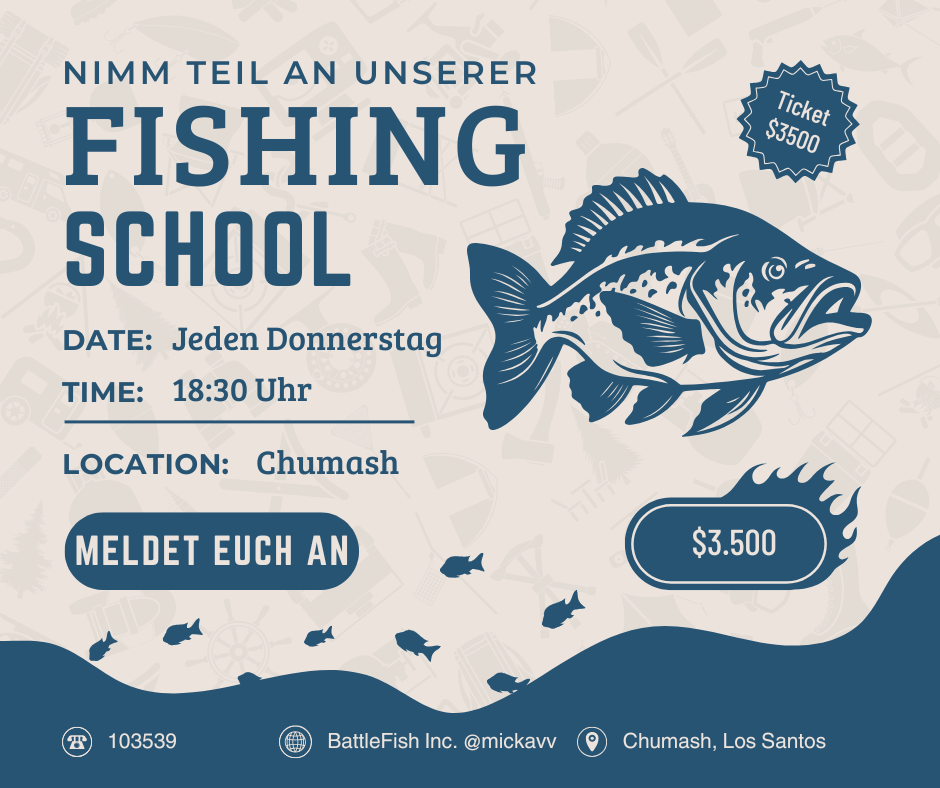 NIMM TEIL AN UNSERER
FISHING
SCHOOL
Ticket
$3500
DATE: Jeden Donnerstag
TIME: 18:30 Uhr
LOCATION: Chumash
MELDET EUCH AN
$3.500
103539
BattleFish Inc. @mickavv
Chumash, Los Santos